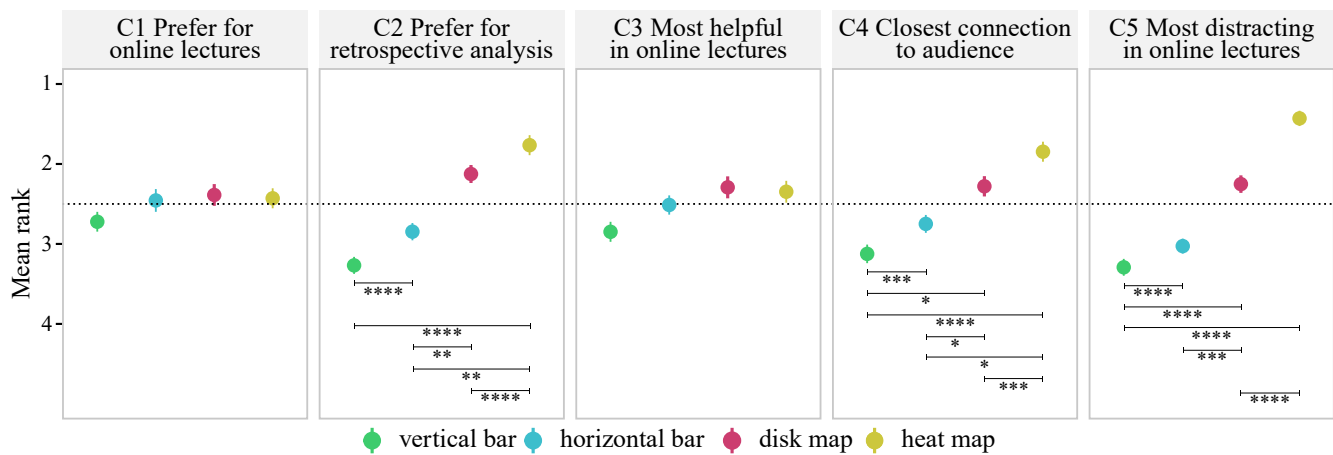 C1 Prefer for
online lectures
C2 Prefer for
retrospective analysis
C3 Most helpful
in online lectures
C4 Closest connection
to audience
C5 Most distracting
in online lectures
Mean rank
1
2
3
4
****
****
**
**
****
***
*
****
*
*
***
****
****
****
***
****
vertical bar horizontal bar disk map heat map